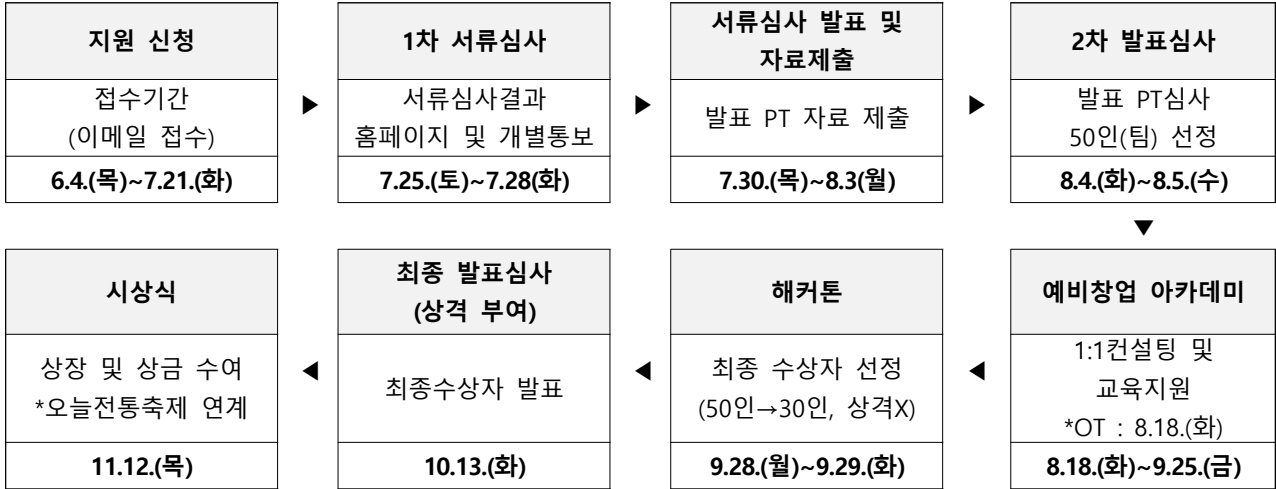 지원 신청
접수기간
(이메일 접수)
6.4.(목)~7.21.(화)
▶
1차 서류심사
서류심사결과
홈페이지 및 개별통보
7.25.(토)~7.28(화)
▶
서류심사 발표 및
자료제출
발표 PT 자료 제출
7.30.(목)~8.3(월)
▶
2차 발표심사
발표 PT심사
50인(팀) 선정
8.4.(화)~8.5.(수)
▼
예비창업 아카데미
1:1컨설팅 및
교육지원
*OT : 8.18.(화)
8.18.(화)~9.25.(금)
◀
해커톤
최종 수상자 선정
(50인→30인, 상격X)
9.28.(월)~9.29.(화)
◀
최종 발표심사
(상격 부여)
최종수상자 발표
10.13.(화)
◀
시상식
상장 및 상금 수여
*오늘전통축제 연계
11.12.(목)